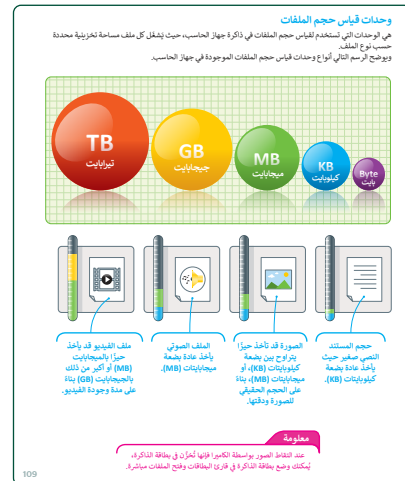 وحدات قياس حجم الملفات
هي الوحدات التي تستخدم لقياس حجم الملفات في ذاكرة جهاز الحاسب، حيث يَشغَل كل ملف مساحة تخزينية محددة
حسب نوع الملف.
ويوضح الرسم التالي أنواع وحدات قياس حجم الملفات الموجودة في جهاز الحاسب.
Byte
بايت
KB
كيلوبايت
MB
ميجابايت
GB
جيجابايت
TB
تيرابايت
حجم المستند
النصي صغير حيث
يأخذ عادة بضعة
كيلوبايتات (KB).
الصورة قد تأخذ حيزًا
يتراوح بين بضعة
كيلوبايتات (KB)، أو
ميجابايتات (MB)، بناءً
على الحجم الحقيقي
للصورة ودقتها.
الملف الصوتي
يأخذ عادة بضعة
ميجابايتات (MB).
ملف الفيديو قد يأخذ
حيزًا بالميجابايت
(MB) أو أكبر من ذلك
بالجيجابايت (GB) بناءً
على مدة وجودة الفيديو.
معلومة
عند التقاط الصور بواسطة الكاميرا فإنها تُخزَّن في بطاقة الذاكرة،
يُمكنك وضع بطاقة الذاكرة في قارئ البطاقات وفتح الملفات مباشرة.
109